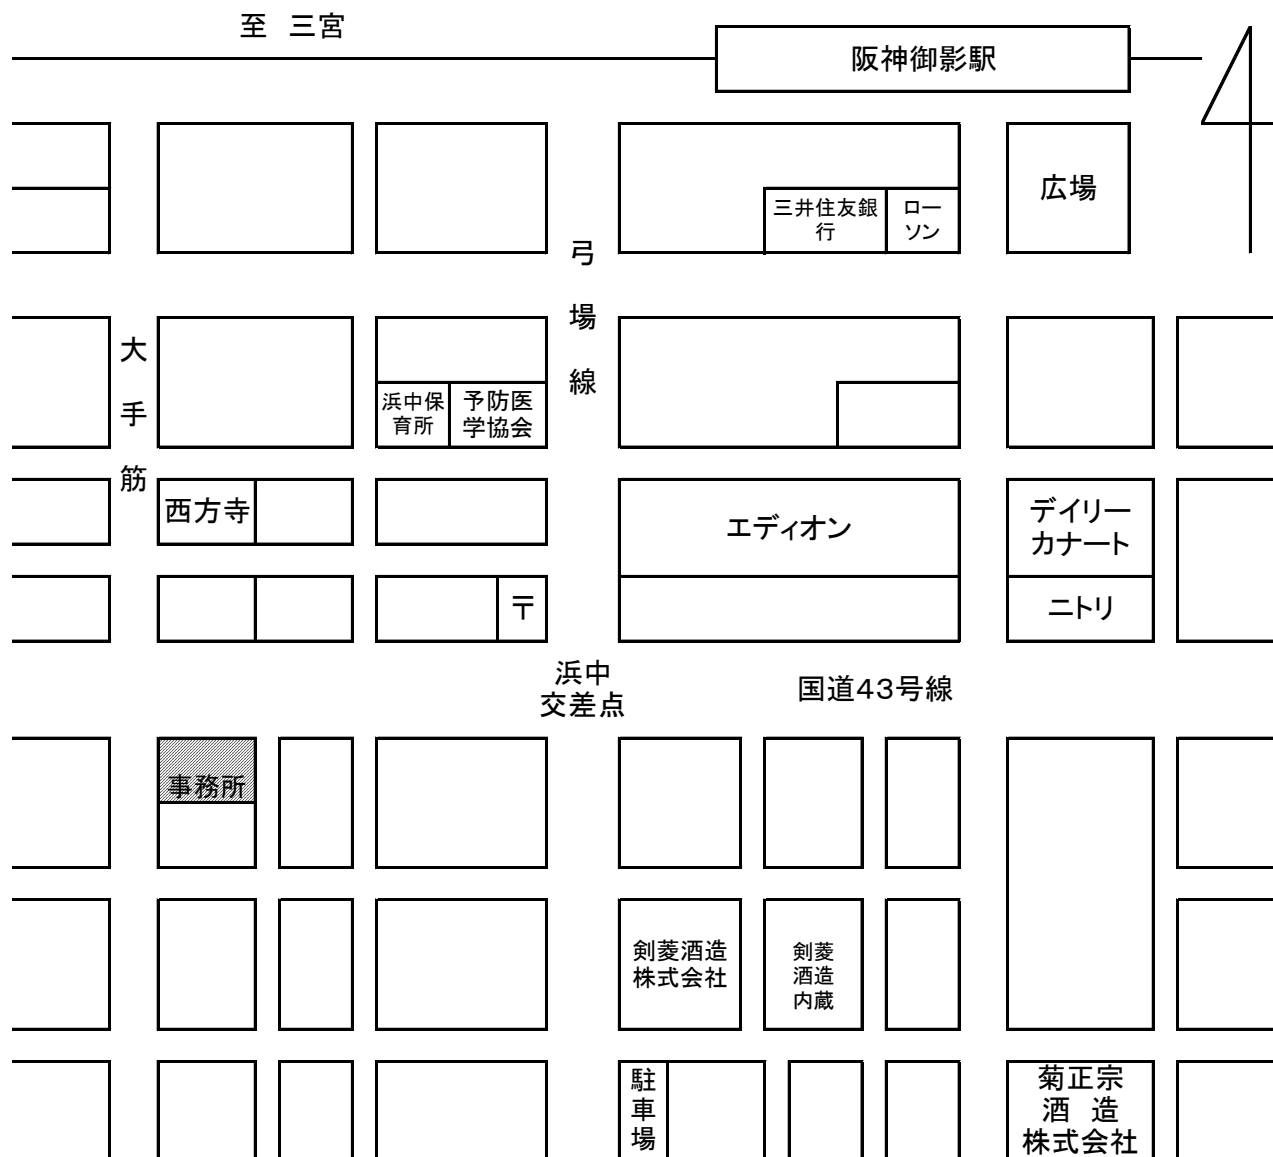 至 三宮
阪神御影駅
広場
三井住友銀
行
ロー
ソン
弓
場
線
大
手
筋
浜中保
育所
予防医
学協会
西方寺
エディオン
デイリー
カナート
ニトリ
〒
浜中
交差点
国道43号線
事務所
剣菱酒造
株式会社
剣菱
酒造
内蔵
駐
車
場
菊正宗
酒 造
株式会社